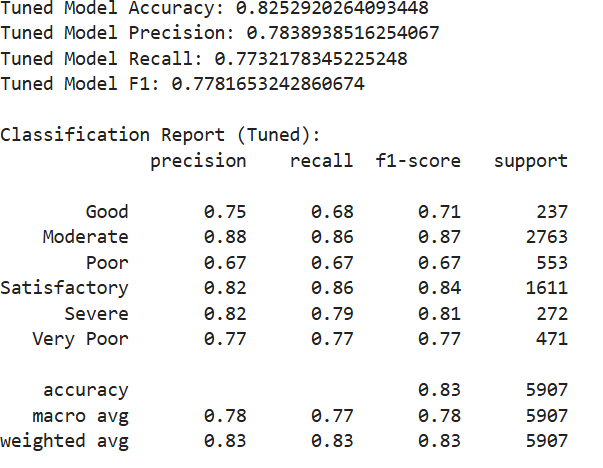 Tuned Model Accuracy: 0.8252920264093448
Tuned Model Precision: 0.7838938516254067
Tuned Model Recall: 0.7732178345225248
Tuned Model F1: 0.7781653242860674
Classification Report (Tuned):
precision recall f1-score support
Good 0.75 0.68 0.71 237
Moderate 0.88 0.86 0.87 2763
Poor 0.67 0.67 0.67 553
Satisfactory 0.82 0.86 0.84 1611
Severe 0.82 0.79 0.81 272
Very Poor 0.77 0.77 0.77 471
accuracy 0.83 5907
macro avg 0.78 0.77 0.78 5907
weighted avg 0.83 0.83 0.83 5907